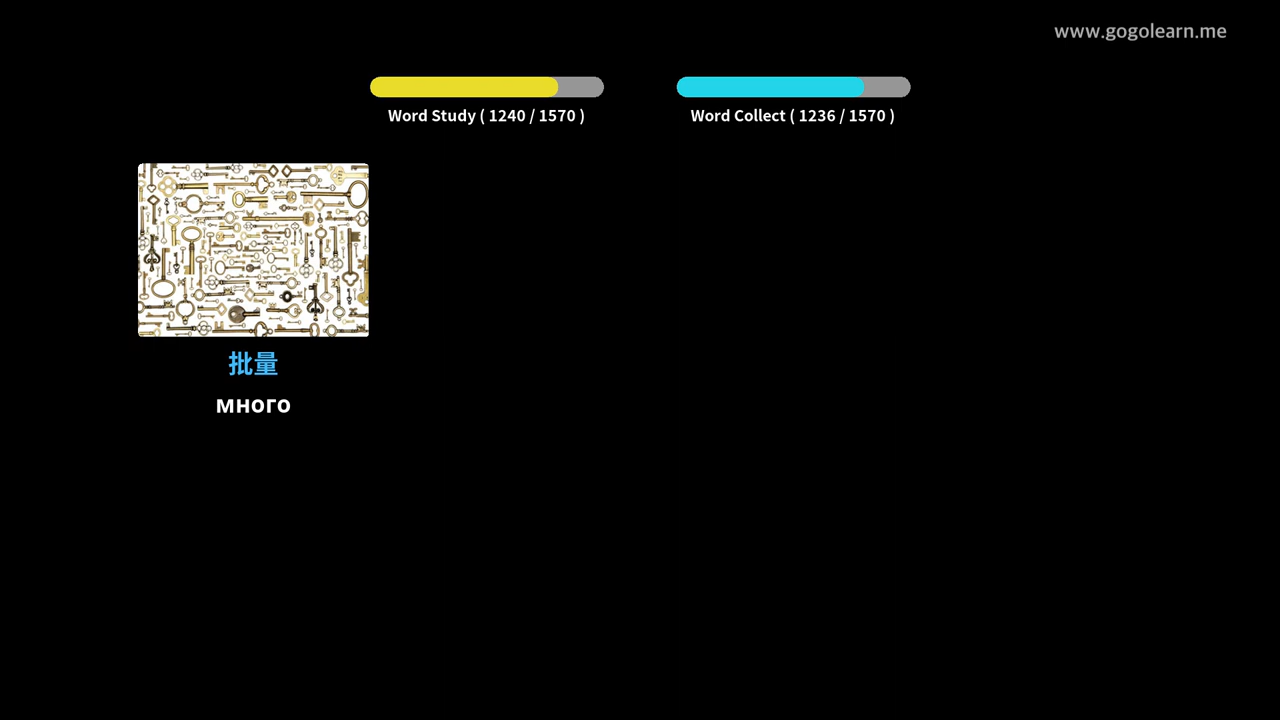 www.gogolearn.me
Word Study ( 1240 / 1570 )
Word Collect ( 1236 / 1570 )
批量
много